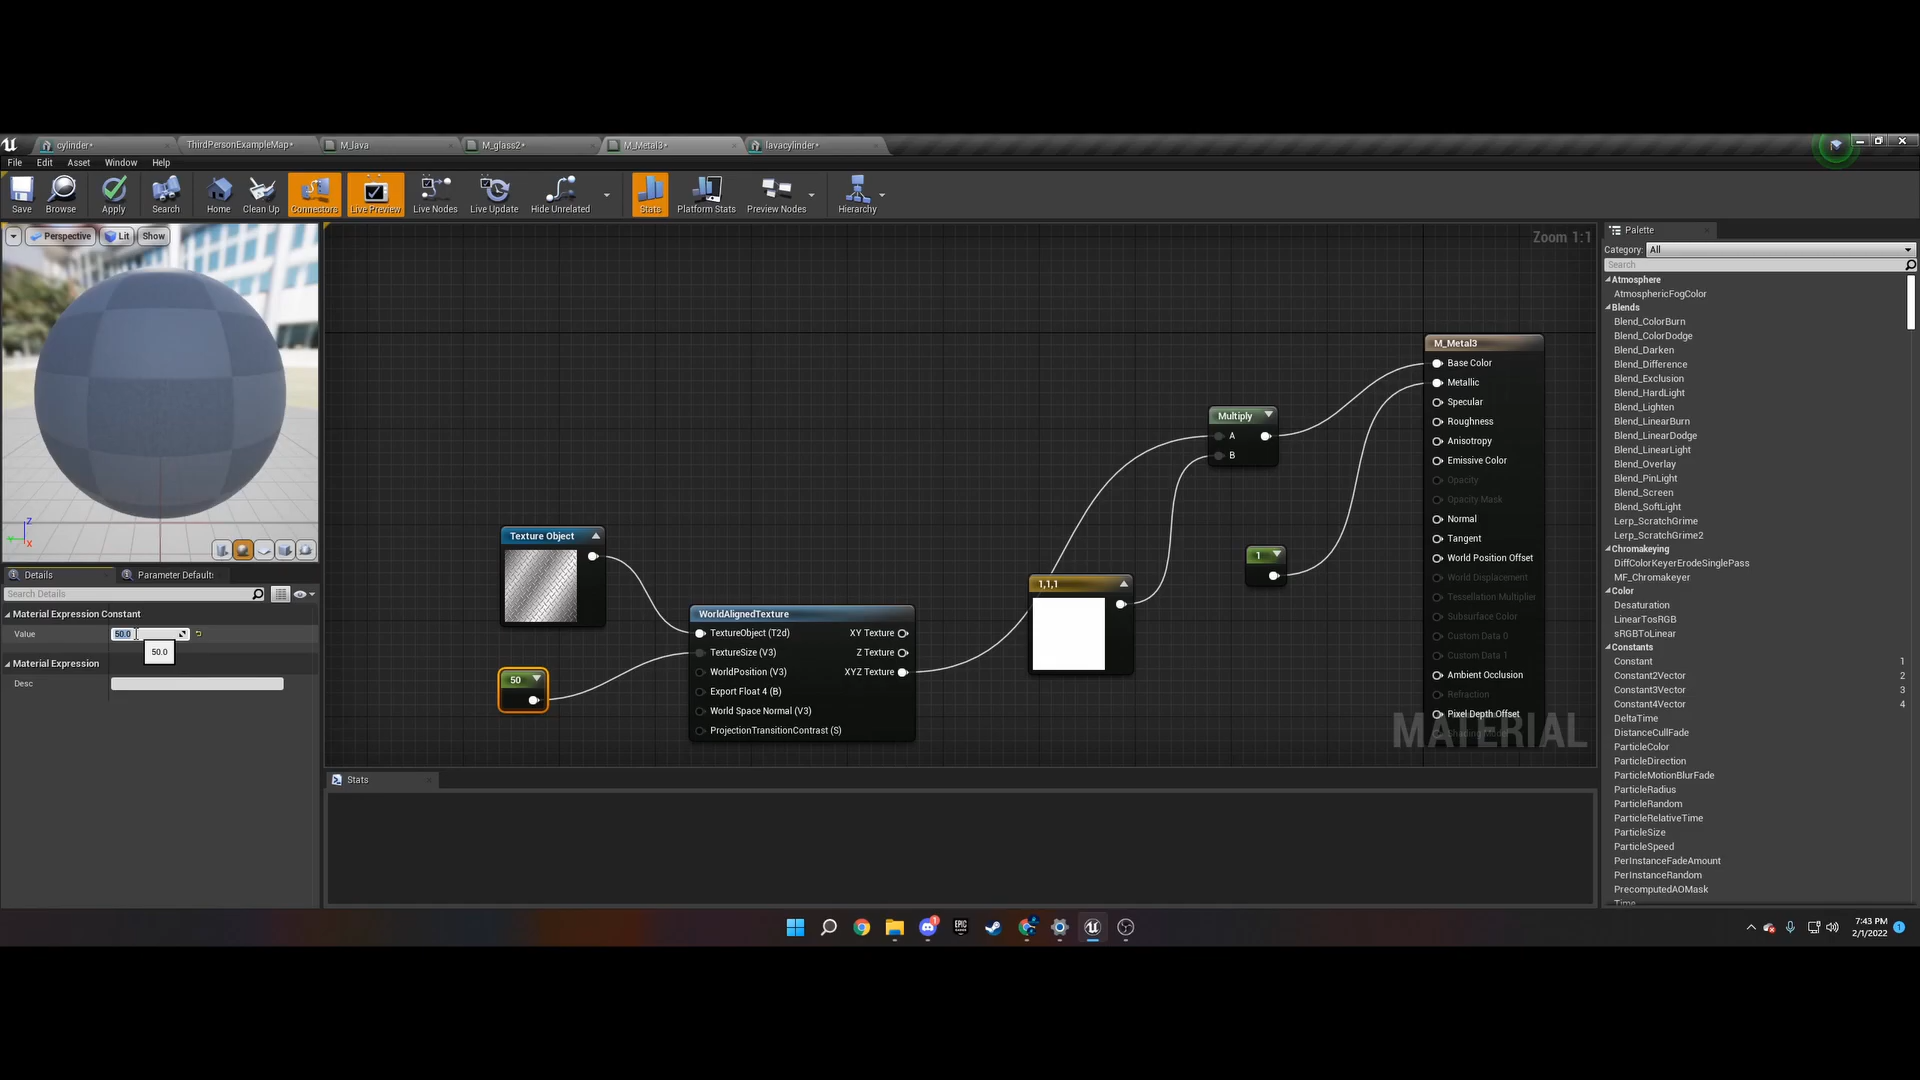 cylinder*
ThirdPersonExampleMap*
M_lava
M_glass2*
M_Metal3*
lavacylinder*
File Edit Asset Window Help
Save Browse Apply Search Home Clean Up Connectors Live Preview Live Nodes Live Update Hide Unrelated Stats Platform Stats Preview Nodes Hierarchy
Perspective Lit Show
Zoom 1:1
Palette
Category: All
Search
Atmosphere
AtmosphericFogColor
Blends
Blend_ColorBurn
Blend_ColorDodge
Blend_Darken
Blend_Difference
Blend_Exclusion
Blend_HardLight
Blend_Lighten
Blend_LinearBurn
Blend_LinearDodge
Blend_LinearLight
Blend_Overlay
Blend_PinLight
Blend_Screen
Blend_SoftLight
Lerp_ScratchGrime
Lerp_ScratchGrime2
Chromakeying
DiffColorKeyerErodeSinglePass
MF_Chromakeyer
Color
Desaturation
LinearTosRGB
sRGBToLinear
Constants
Constant 1
Constant2Vector 2
Constant3Vector 3
Constant4Vector 4
DeltaTime
DistanceCullFade
ParticleColor
ParticleDirection
ParticleMotionBlurFade
ParticleRadius
ParticleRandom
ParticleRelativeTime
ParticleSize
ParticleSpeed
PerInstanceFadeAmount
PerInstanceRandom
PrecomputedAOMask
Time
Z
Y
X
Details
Parameter Default
Search Details
Material Expression Constant
Value 50.0
50.0
Material Expression
Desc
Texture Object
50
WorldAlignedTexture
TextureObject (T2d) XY Texture
TextureSize (V3) Z Texture
WorldPosition (V3) XYZ Texture
Export Float 4 (B)
World Space Normal (V3)
ProjectionTransitionContrast (S)
1,1,1
Multiply
A
B
1
M_Metal3
Base Color
Metallic
Specular
Roughness
Anisotropy
Emissive Color
Opacity
Opacity Mask
Normal
Tangent
World Position Offset
World Displacement
Tessellation Multiplier
Subsurface Color
Custom Data 0
Custom Data 1
Ambient Occlusion
Refraction
Pixel Depth Offset
Shading Model
MATERIAL
Stats
EPIC
1
7:43 PM
2/1/2022
1